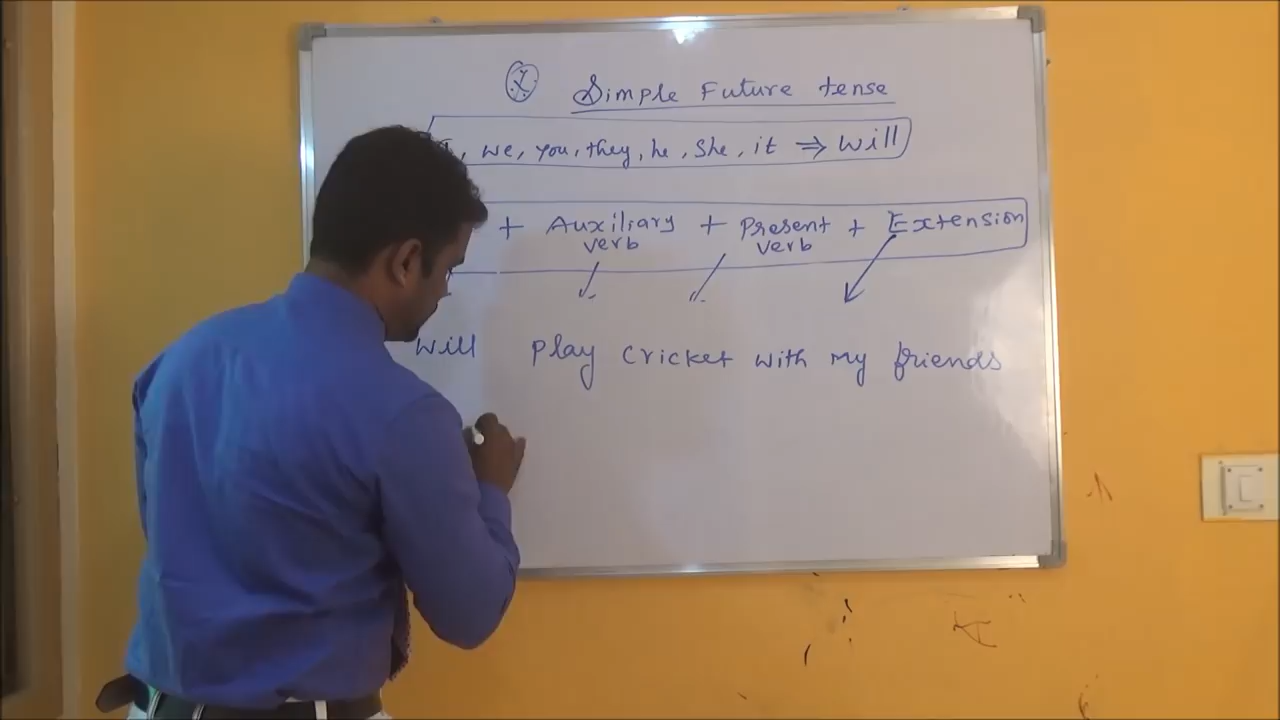 Simple Future tense
I, we, you, they, he, She, it ⇒ Will
+ Auxiliary verb + Present verb + Extension
Will play cricket with my friends